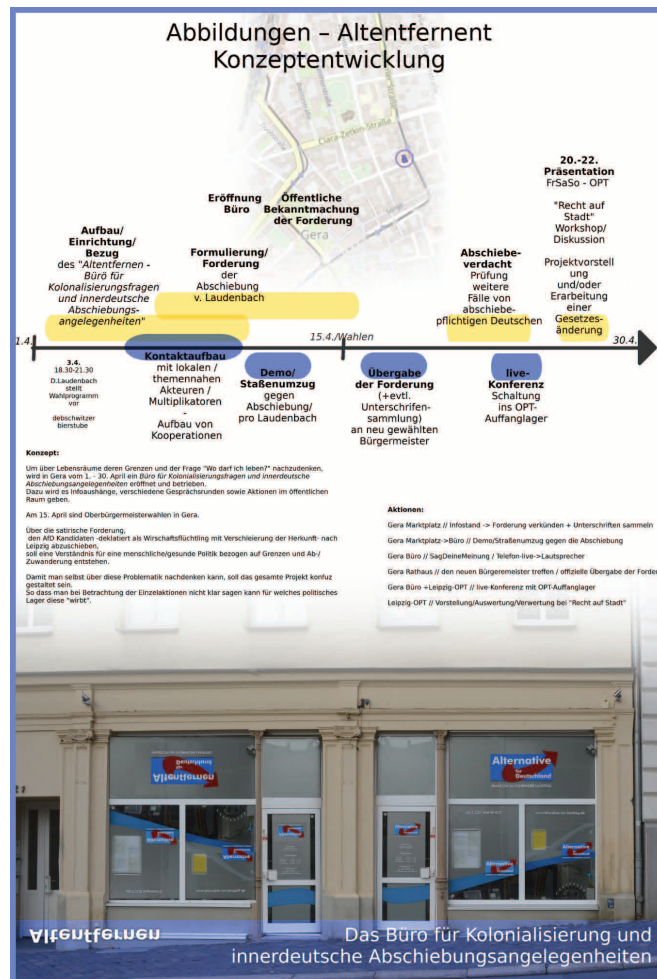 Abbildungen – Altentfernent
Konzeptentwicklung
Clara-Zetkin-Straße
Gera
Aufbau/
Einrichtung/
Bezug
des "Altentfernen -
Bürö für
Kolonalisierungsfragen
und innerdeutsche
Abschiebungs-
angelegenheiten"
Eröffnung
Büro
Öffentliche
Bekanntmachung
der Forderung
Formulierung/
Forderung
der
Abschiebung
v. Laudenbach
Abschiebe-
verdacht
Prüfung
weitere
Fälle von
abschiebe-
pflichtigen Deutschen
20.-22.
Präsentation
FrSaSo - OPT
"Recht auf
Stadt"
Workshop/
Diskussion
Projektvorstell
ung
und/oder
Erarbeitung
einer
Gesetzes-
änderung
1.4.
15.4./Wahlen
30.4.
3.4.
18.30-21.30
D.Laudenbach
stellt
Wahlprogramm
vor
debschwitzer
bierstube
Kontaktaufbau
mit lokalen /
themennahen
Akteuren /
Multiplikatoren
-
Aufbau von
Kooperationen
Demo/
Staßenumzug
gegen
Abschiebung/
pro Laudenbach
Übergabe
der Forderung
(+evtl.
Unterschrifen-
sammlung)
an neu gewählten
Bürgermeister
live-
Konferenz
Schaltung
ins OPT-
Auffanglager
Konzept:
Um über Lebensräume deren Grenzen und der Frage "Wo darf ich leben?" nachzudenken,
wird in Gera vom 1. - 30. April ein Büro für Kolonialisierungsfragen und innerdeutsche
Abschiebungsangelegenheiten eröffnet und betrieben.
Dazu wird es Infoaushänge, verschiedene Gesprächsrunden sowie Aktionen im öffentlichen
Raum geben.
Am 15. April sind Oberbürgermeisterwahlen in Gera.
Über die satirische Forderung,
den AfD Kandidaten -deklatiert als Wirschaftsflüchtling mit Verschleierung der Herkunft- nach
Leipzig abzuschieben,
soll eine Verständnis für eine menschliche/gesunde Politik bezogen auf Grenzen und Ab-/
Zuwanderung entstehen.
Damit man selbst über diese Problematik nachdenken kann, soll das gesamte Projekt konfuz
gestaltet sein.
So dass man bei Betrachtung der Einzelaktionen nicht klar sagen kann für welches politisches
Lager diese "wirbt".
Aktionen:
Gera Marktplatz // Infostand -> Forderung verkünden + Unterschriften sammeln
Gera Marktplatz->Büro // Demo/Straßenumzug gegen die Abschiebung
Gera Büro // SagDeineMeinung / Telefon-live->Lautsprecher
Gera Rathaus // den neuen Bürgeremeister treffen / offizielle Übergabe der Forder
Gera Büro +Leipzig-OPT // live-Konferenz mit OPT-Auffanglager
Leipzig-OPT // Vorstellung/Auswertung/Verwertung bei "Recht auf Stadt"
Altentfernen
für
Deutschland
Alternative
für
Deutschland
Altentfernen
Das Büro für Kolonialisierung und
innerdeutsche Abschiebungsangelegenheiten